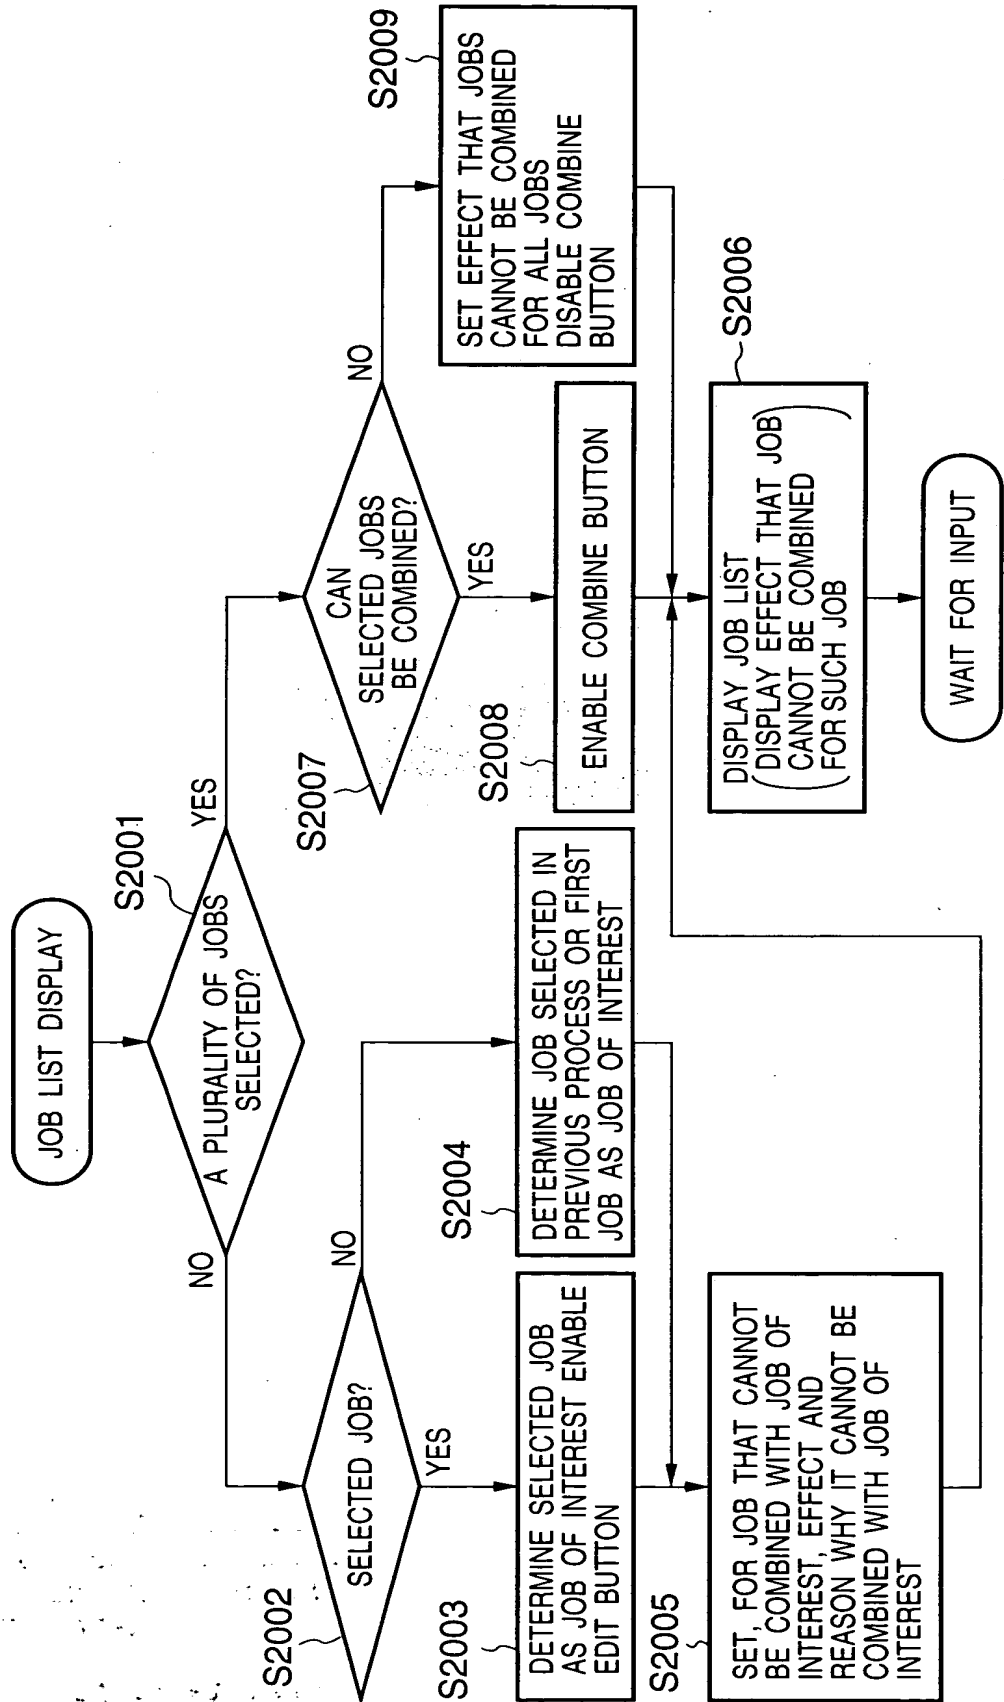 JOB LIST DISPLAY
S2001
A PLURALITY OF JOBS
SELECTED?
NO
YES
S2002
SELECTED JOB?
NO
YES
S2003
DETERMINE SELECTED JOB
AS JOB OF INTEREST ENABLE
EDIT BUTTON
S2004
DETERMINE JOB SELECTED IN
PREVIOUS PROCESS OR FIRST
JOB AS JOB OF INTEREST
S2005
SET, FOR JOB THAT CANNOT
BE COMBINED WITH JOB OF
INTEREST, EFFECT AND
REASON WHY IT CANNOT BE
COMBINED WITH JOB OF
INTEREST
S2007
CAN
SELECTED JOBS
BE COMBINED?
NO
YES
S2008
ENABLE COMBINE BUTTON
S2009
SET EFFECT THAT JOBS
CANNOT BE COMBINED
FOR ALL JOBS
DISABLE COMBINE
BUTTON
S2006
DISPLAY JOB LIST
(DISPLAY EFFECT THAT JOB
CANNOT BE COMBINED
FOR SUCH JOB)
WAIT FOR INPUT